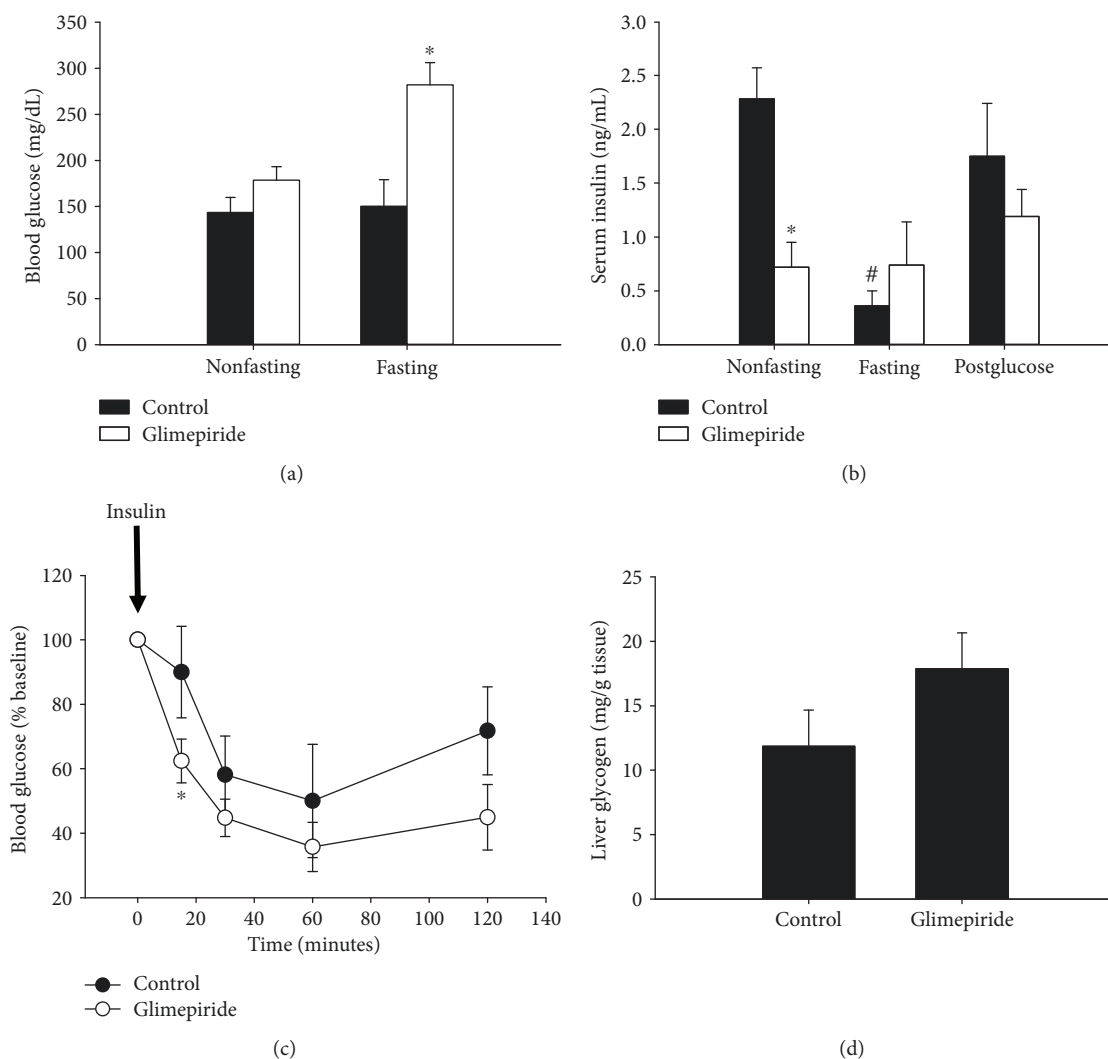 350
300
250
200
150
100
50
0
Blood glucose (mg/dL)
*
Nonfasting Fasting
Control
Glimepiride
(a)
3.0
2.5
2.0
1.5
1.0
0.5
0.0
Serum insulin (ng/mL)
*
#
Nonfasting Fasting Postglucose
Control
Glimepiride
(b)
Insulin
120
100
80
60
40
20
Blood glucose (% baseline)
*
0 20 40 60 80 100 120 140
Time (minutes)
Control
Glimepiride
(c)
25
20
15
10
5
0
Liver glycogen (mg/g tissue)
Control Glimepiride
(d)